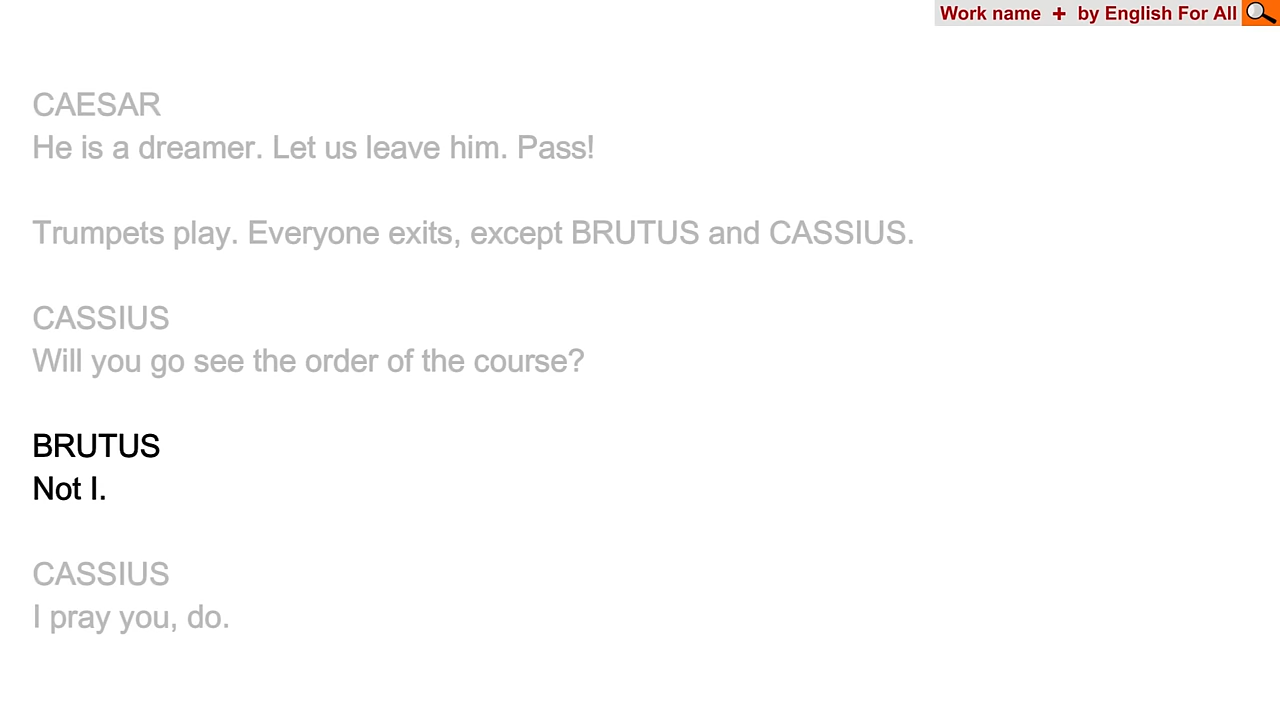 Work name + by English For All
CAESAR
He is a dreamer. Let us leave him. Pass!
Trumpets play. Everyone exits, except BRUTUS and CASSIUS.
CASSIUS
Will you go see the order of the course?
BRUTUS
Not I.
CASSIUS
I pray you, do.